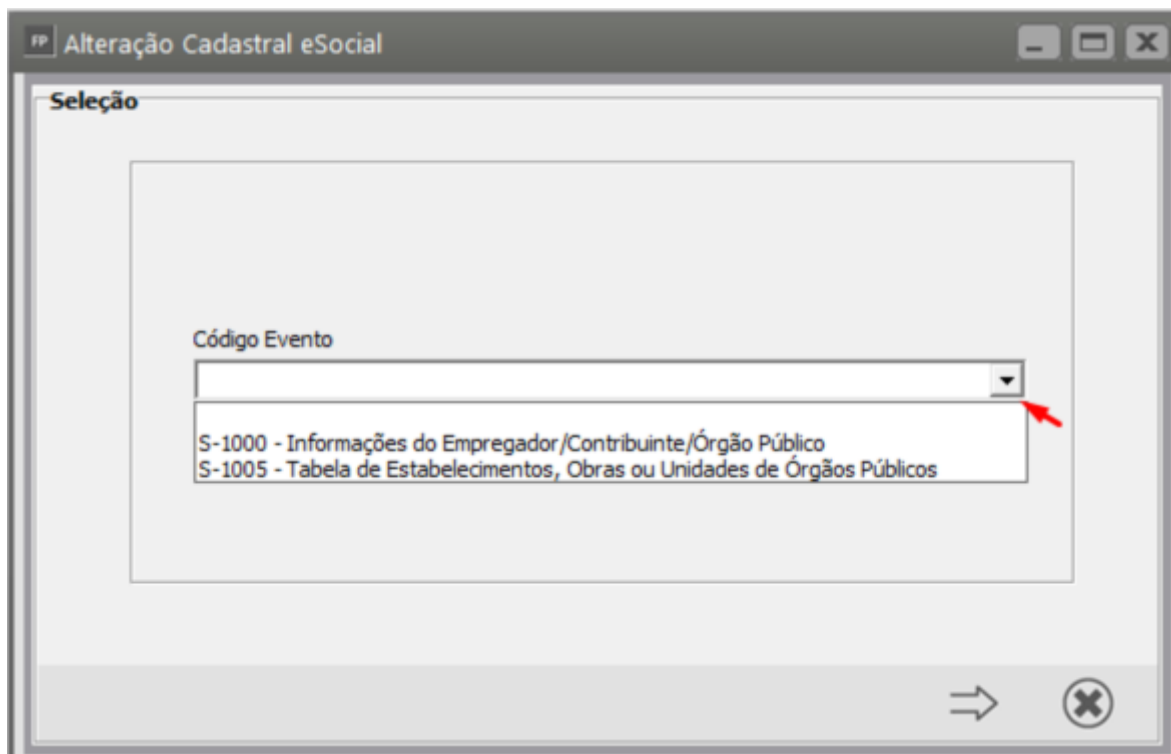 FP Alteração Cadastral eSocial
Seleção
Código Evento
S-1000 - Informações do Empregador/Contribuinte/Órgão Público
S-1005 - Tabela de Estabelecimentos, Obras ou Unidades de Órgãos Públicos